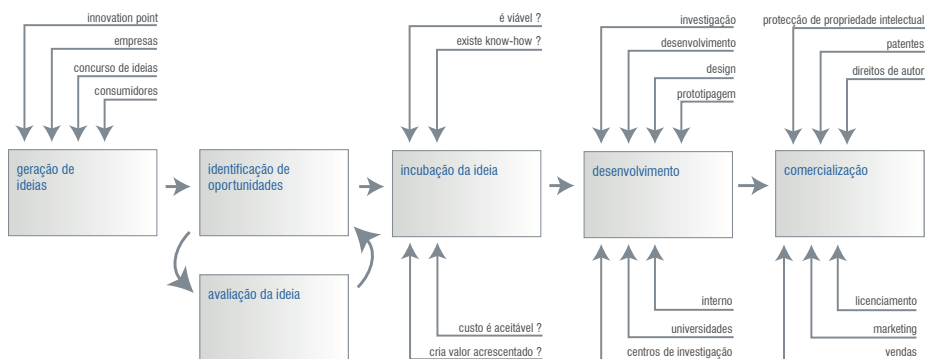 innovation point
empresas
concurso de ideias
consumidores
é viável ?
existe know-how ?
investigação
desenvolvimento
design
prototipagem
protecção de propriedade intelectual
patentes
direitos de autor
geração de
ideias
identificação de
oportunidades
incubação da ideia
desenvolvimento
comercialização
avaliação da ideia
custo é aceitável ?
cria valor acrescentado ?
interno
universidades
centros de investigação
licenciamento
marketing
vendas